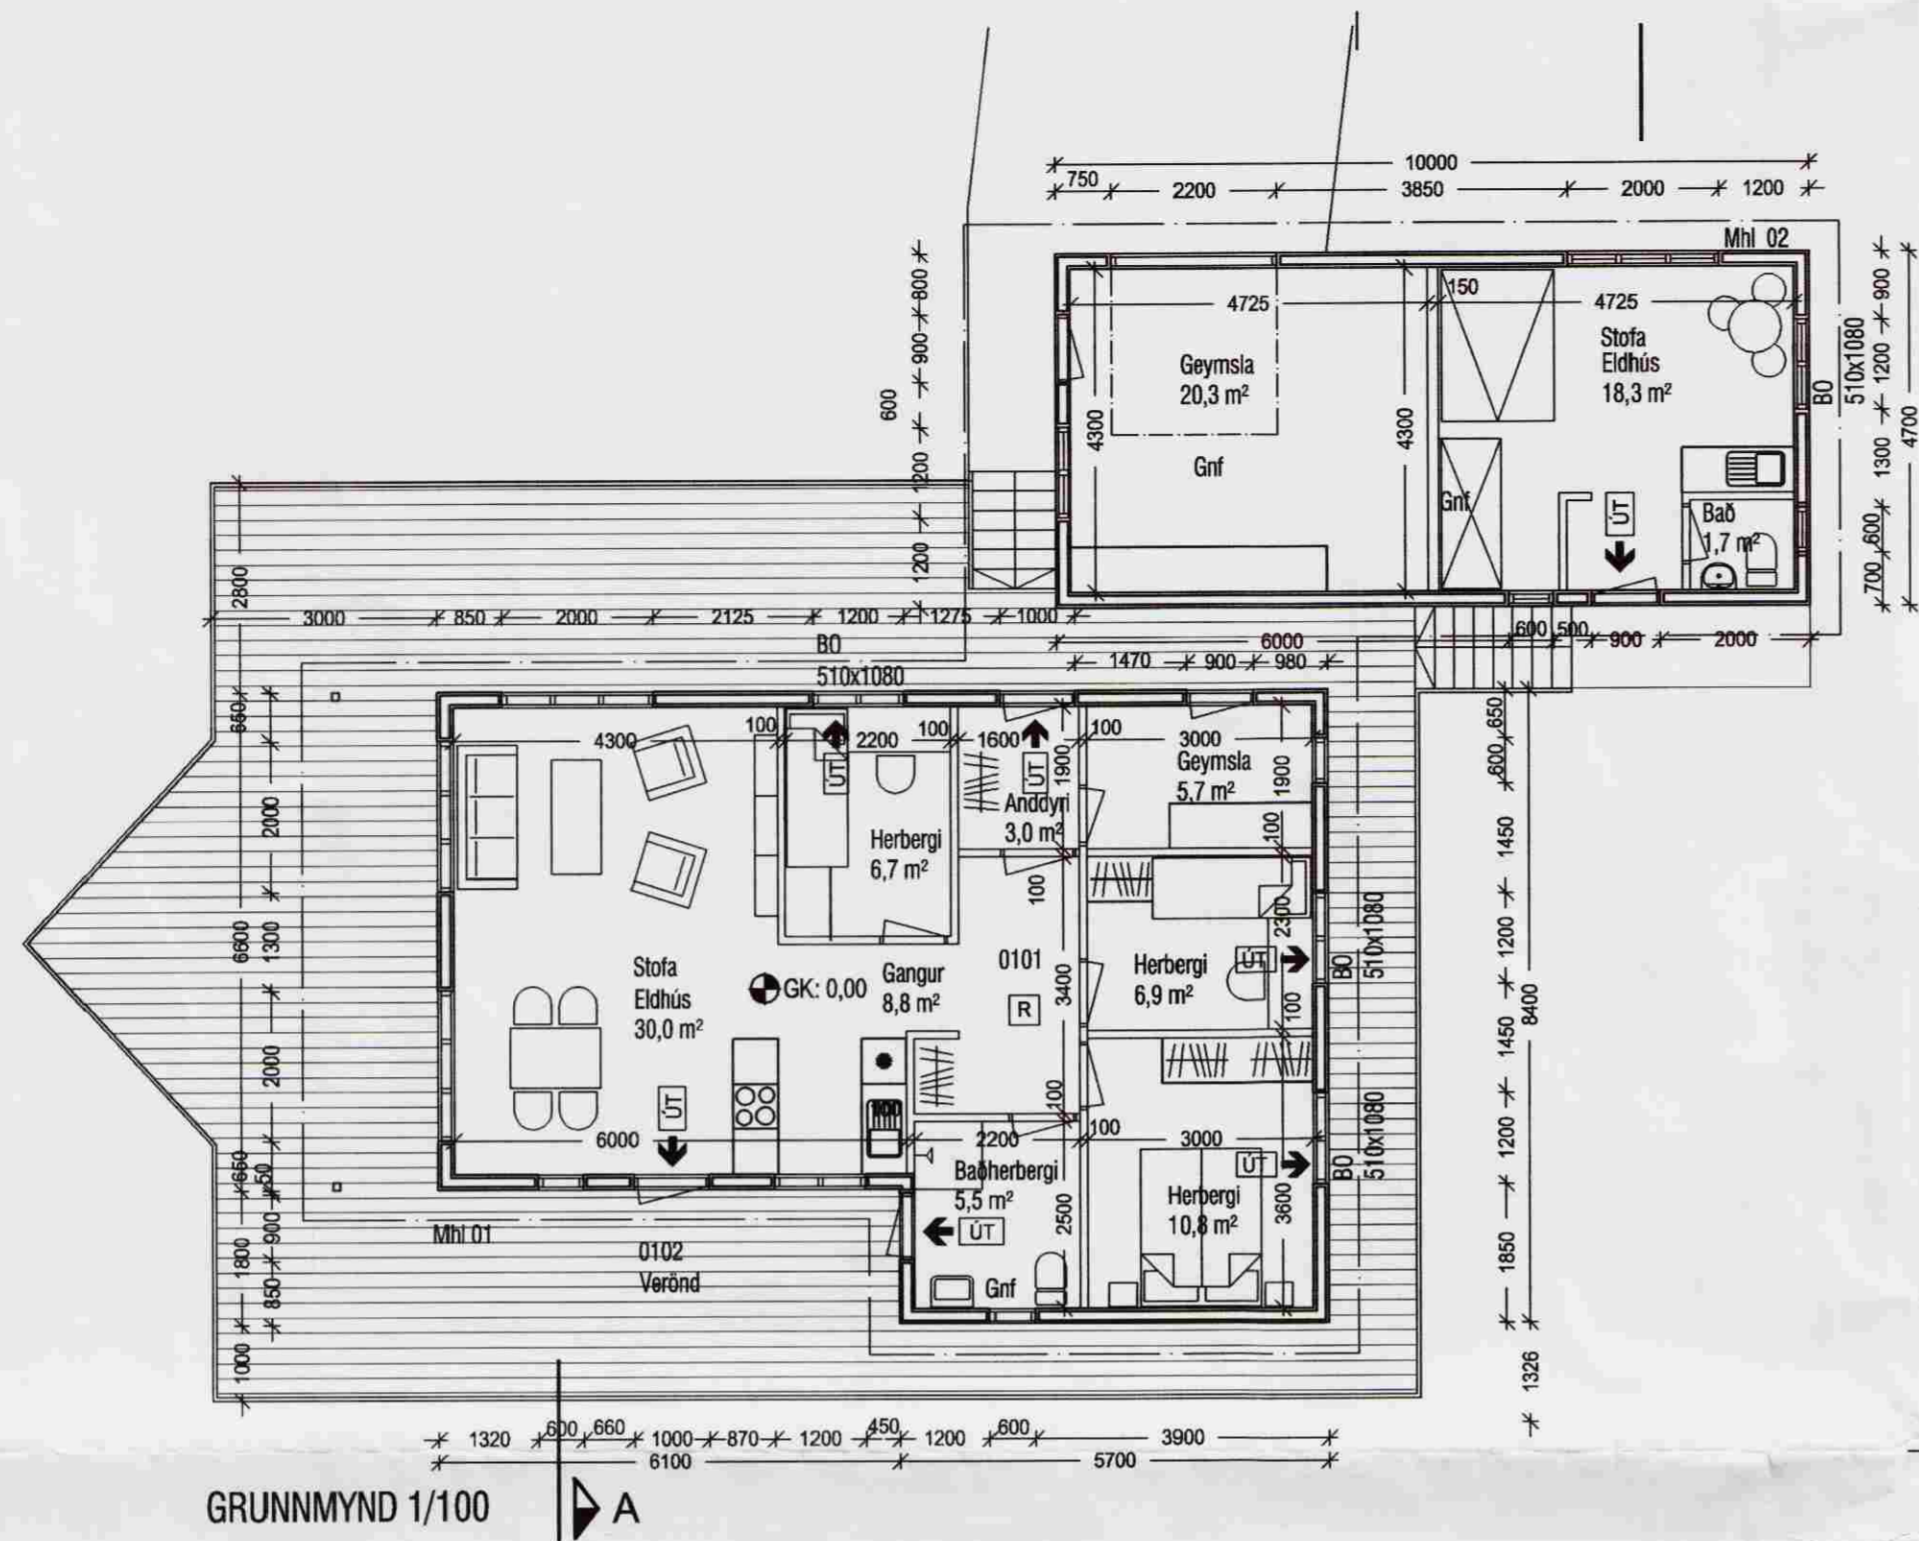 10000
750 2200 3850 2000 1200
Mhl 02
800
900
600
1200
1200
4725
150
4725
Geymsla
20,3 m²
4300
4300
Gnf
Stofa
Eldhús
18,3 m²
Gnf
ÚT
Bað
1,7 m²
BO
510x1080
900
1200
1300
600
700
4700
2800
3000 850 2000 2125 1200 1275 1000
6000 600 500 900 2000
BO
510x1080
1470 900 980
650
2000
6600
1300
2000
650
50
900
1800
850
1000
4300
100
2200
100
1600
100
3000
ÚT
ÚT
1900
Geymsla
5,7 m²
1900
Anddyri
3,0 m²
100
Herbergi
6,7 m²
100
2300
Stofa
Eldhús
30,0 m²
GK: 0,00
Gangur
8,8 m²
0101
R
3400
Herbergi
6,9 m²
ÚT
100
BO
510x1080
100
ÚT
100
6000
2200
100
3000
Baðherbergi
5,5 m²
2500
ÚT
Gnf
ÚT
Herbergi
10,8 m²
3600
BO
510x1080
650
600
1450
1200
1450
1200
1850
8400
1326
Mhl 01
0102
Verönd
1320 600 660 1000 870 1200 450 1200 600 3900
6100 5700
GRUNNMYND 1/100
A